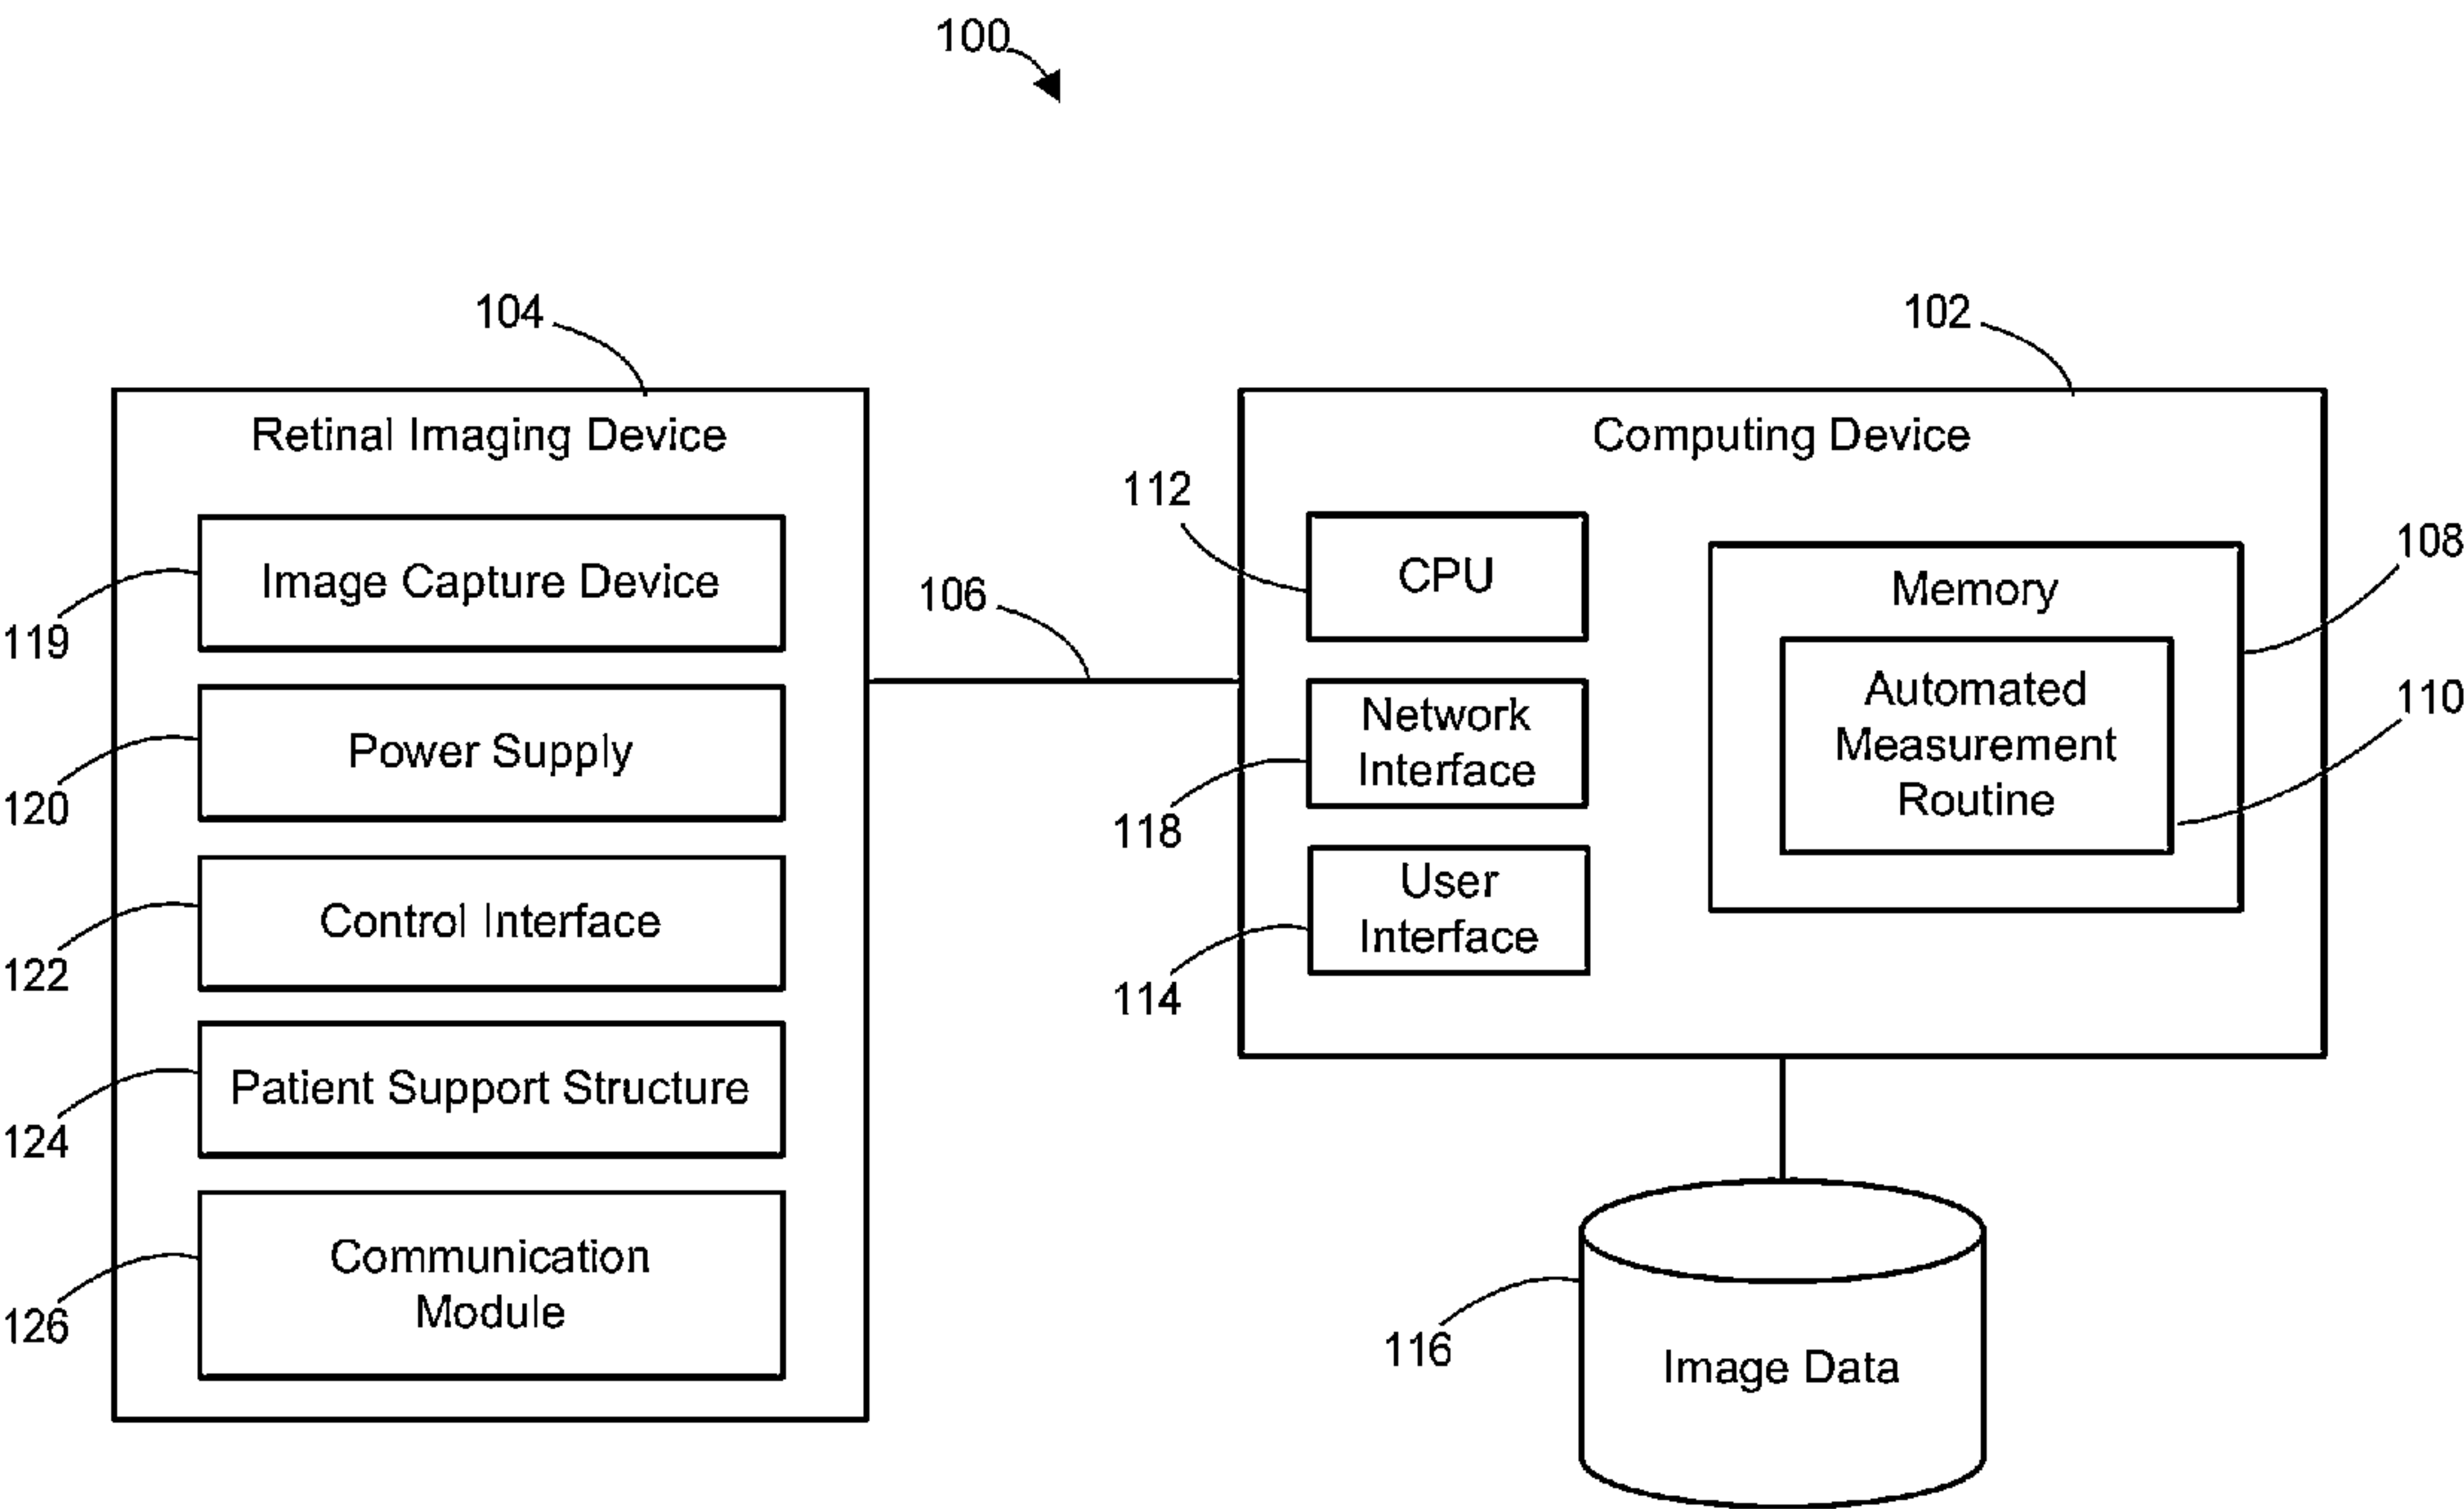 100
104
102
Retinal Imaging Device
Computing Device
112
CPU
108
Memory
Image Capture Device
119
106
Automated
Measurement
Routine
110
Network
Interface
118
Power Supply
120
User
Interface
114
Control Interface
122
Patient Support Structure
124
Communication
Module
126
116
Image Data